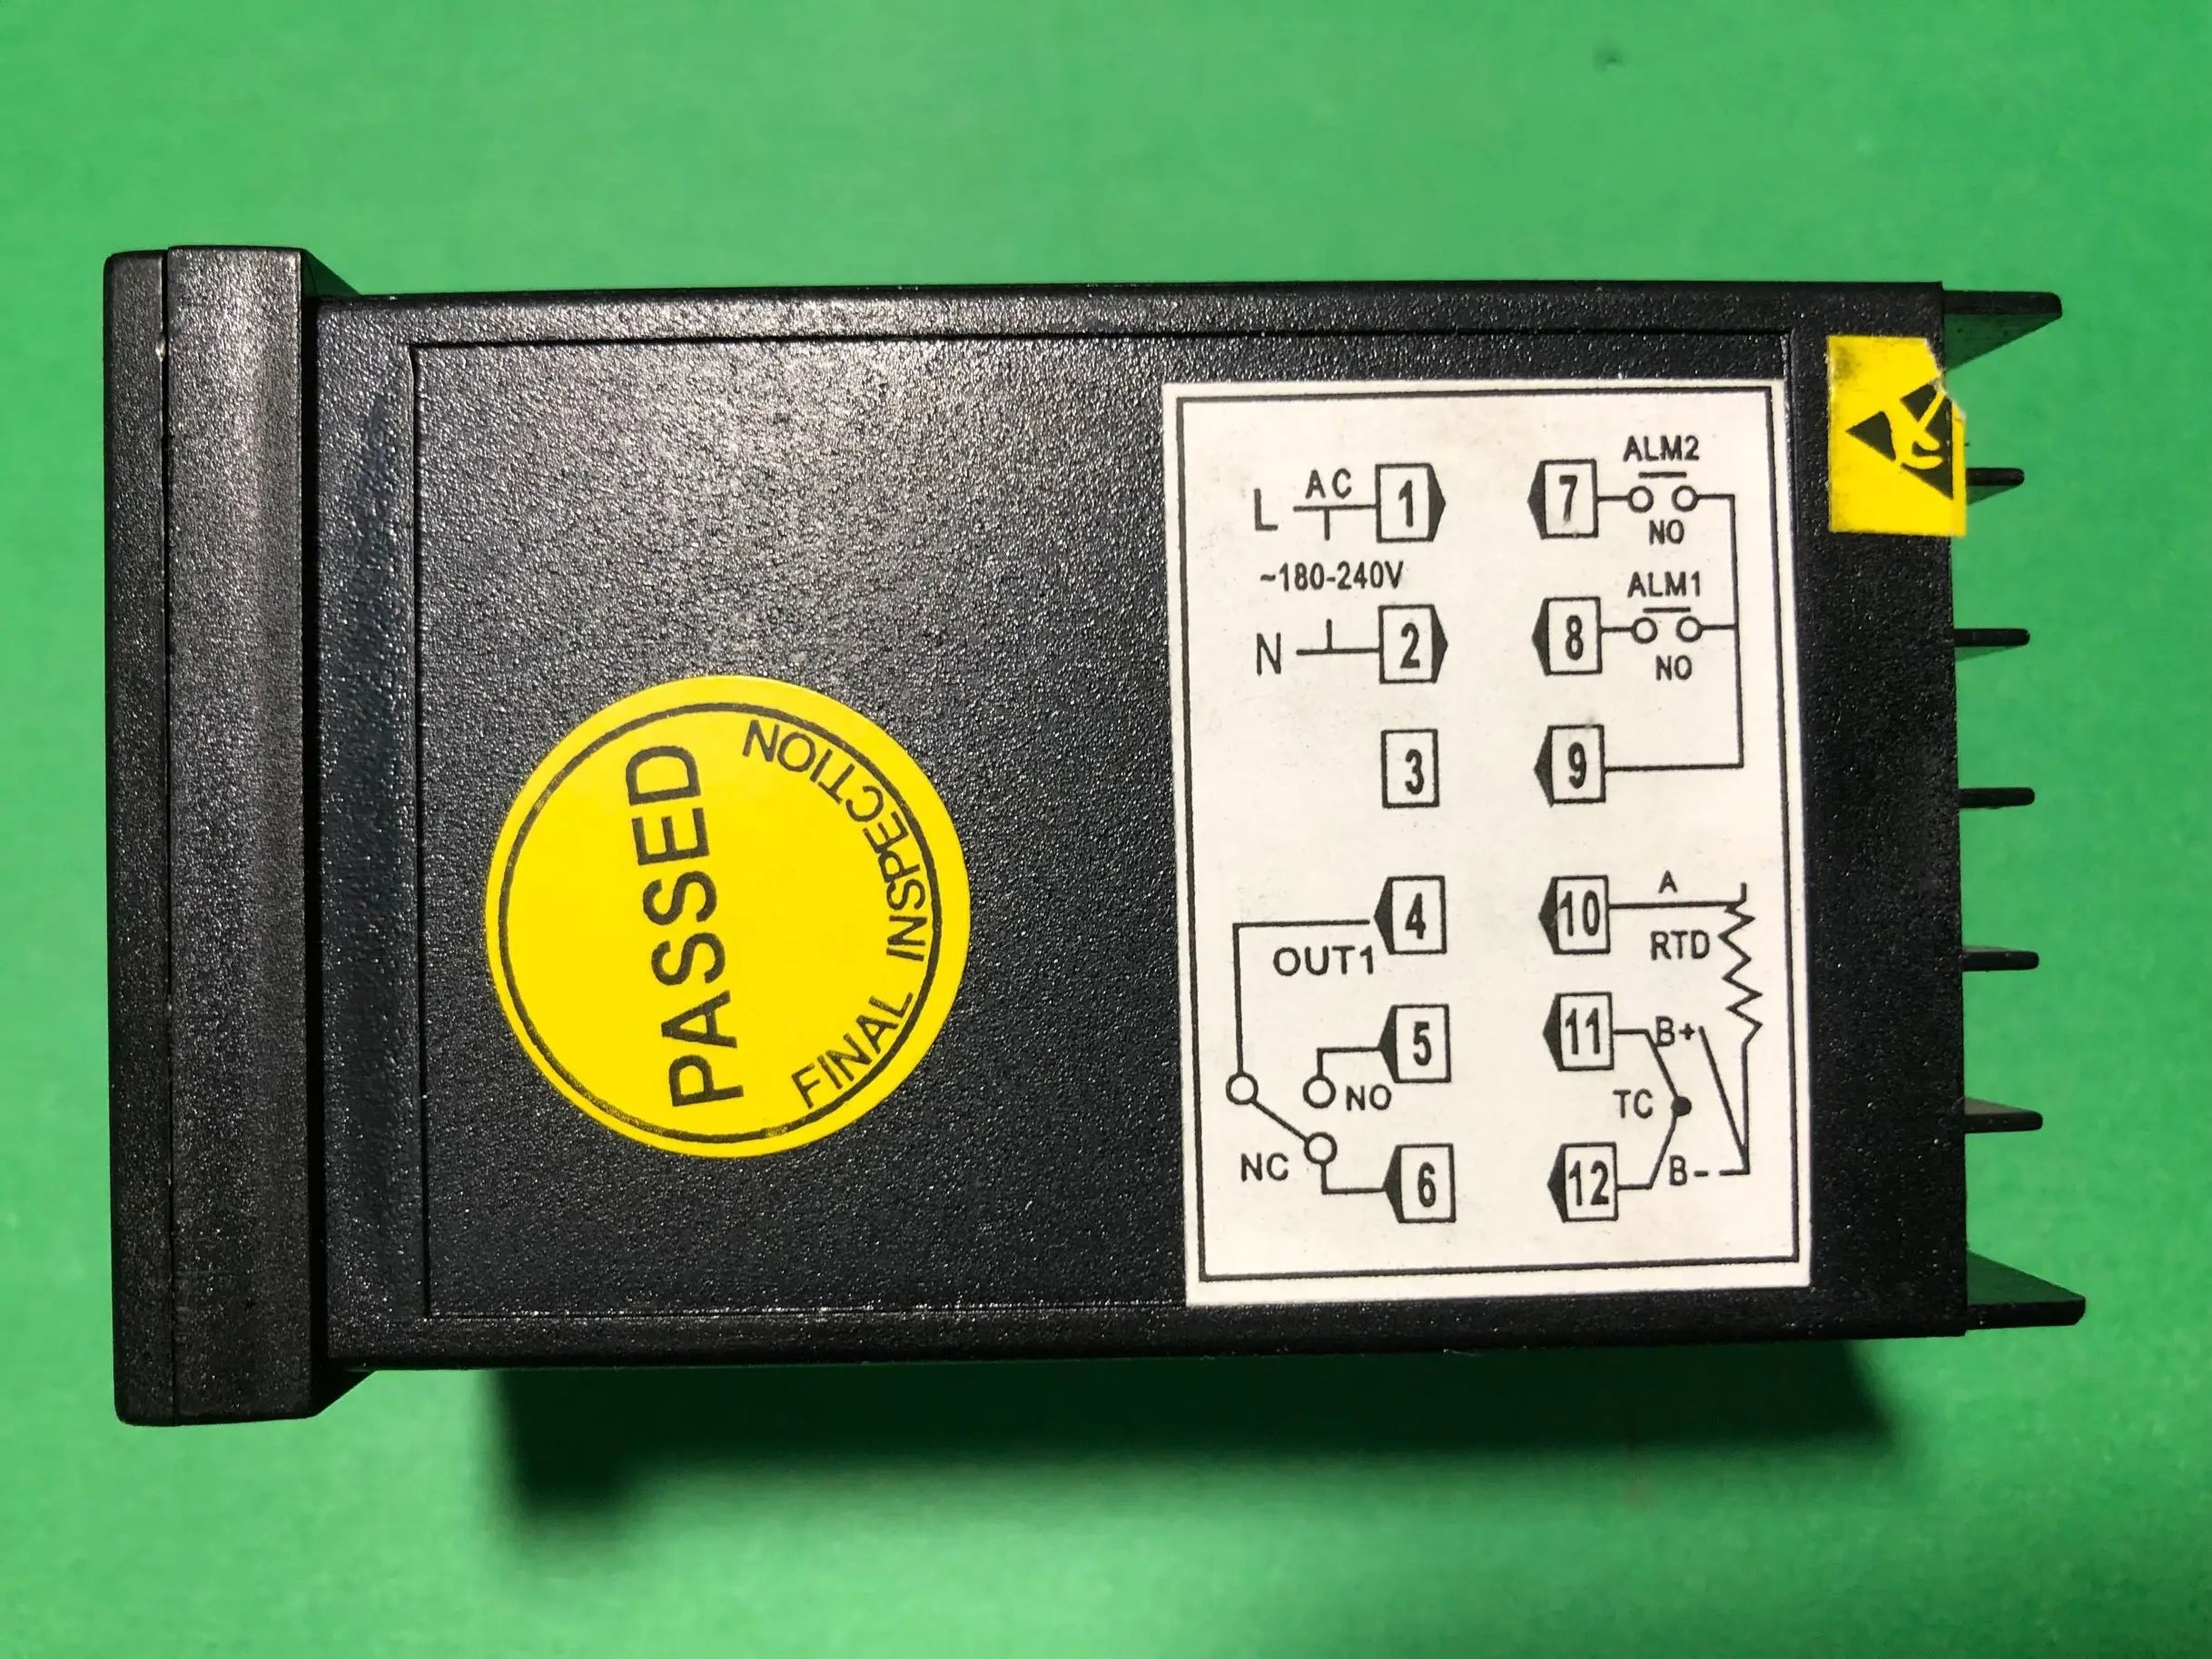 PASSED
FINAL INSPECTION
L AC 1
~180-240V
N 2
3
4
OUT1
5
NO
NC
6
ALM2
7
NO
ALM1
8
NO
9
10 A
RTD
11 B+
TC
12 B-